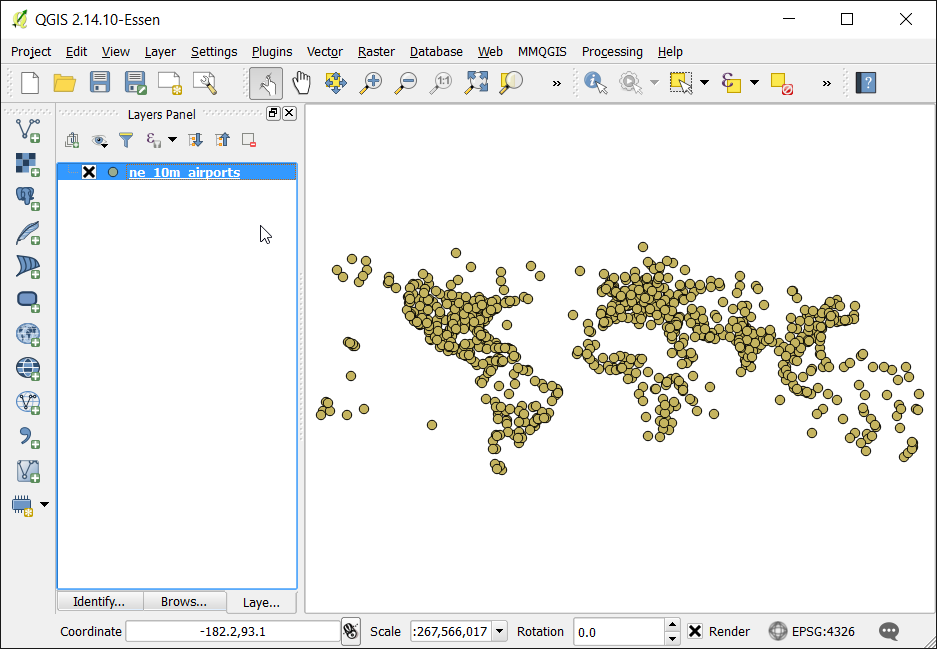 QGIS 2.14.10-Essen
Project Edit View Layer Settings Plugins Vector Raster Database Web MMQGIS Processing Help
1:1
»
»
?
Layers Panel
ne_10m_airports
Identify... Brows... Laye...
Coordinate -182.2,93.1 Scale :267,566,017 Rotation 0.0 Render EPSG:4326